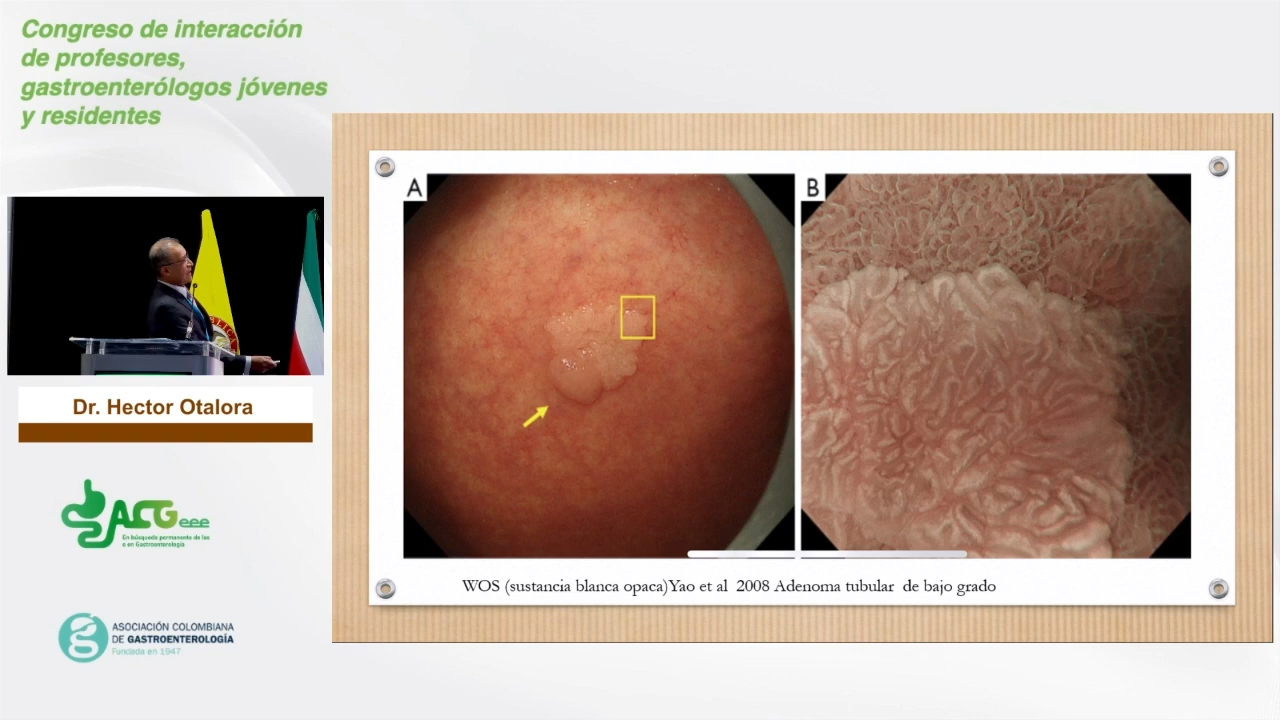 Congreso de interacción
de profesores,
gastroenterólogos jóvenes
y residentes
A
B
WOS (sustancia blanca opaca)Yao et al 2008 Adenoma tubular de bajo grado
BLICA
Dr. Hector Otalora
ACG eee
En búsqueda permanente de las
e en Gastroenterología
ASOCIACIÓN COLOMBIANA
DE GASTROENTEROLOGÍA
Fundada en 1947